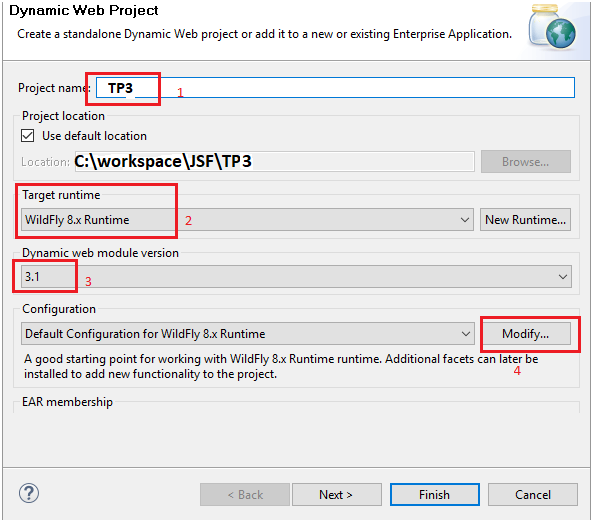 Dynamic Web Project
Create a standalone Dynamic Web project or add it to a new or existing Enterprise Application.
Project name: TP3 1
Project location
Use default location
Location: C:\workspace\JSF\TP3 Browse...
Target runtime
WildFly 8.x Runtime 2 New Runtime...
Dynamic web module version
3.1 3
Configuration
Default Configuration for WildFly 8.x Runtime Modify...
A good starting point for working with WildFly 8.x Runtime runtime. Additional facets can later be
installed to add new functionality to the project. 4
EAR membership
? < Back Next > Finish Cancel